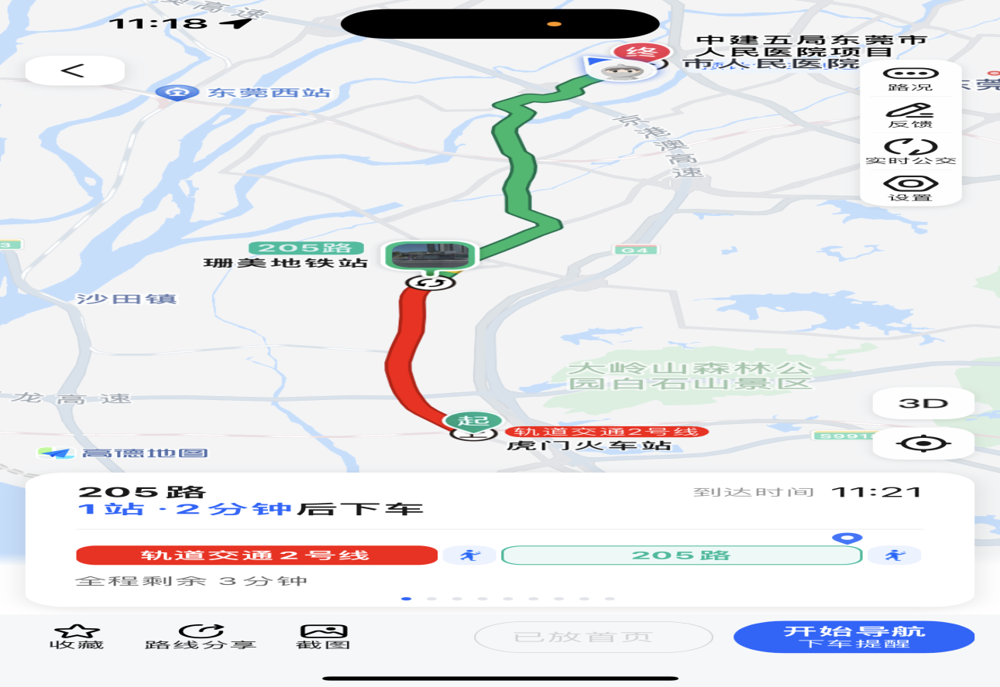 11:18
奥高速
中建五局东莞市
人民医院项目
终
市人民医院
东莞
路况
东莞西站
京港澳高速
反馈
实时公交
设置
205路
珊美地铁站
3
G4
沙田镇
大岭山森林公
园白石山景区
龙高速
3D
起
轨道交通2号线
虎门火车站
S991
高德地图
205路
到达时间 11:21
1站·2分钟后下车
轨道交通2号线
205路
全程剩余 3分钟
收藏
路线分享
截图
已放首页
开始导航
下车提醒